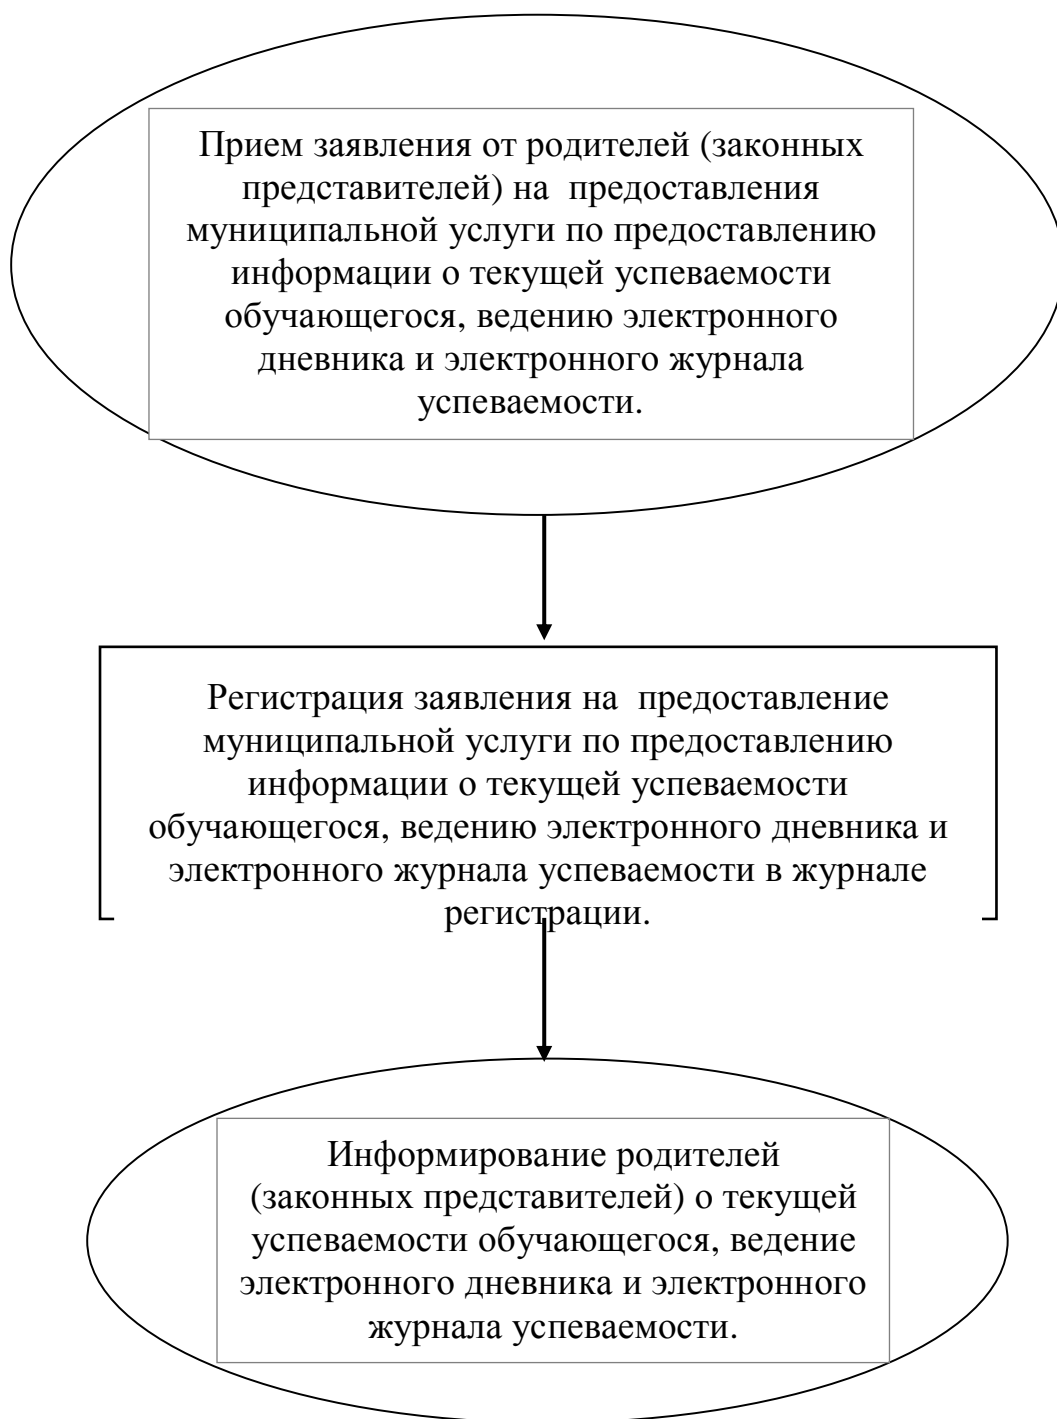 Прием заявления от родителей (законных
представителей) на  предоставления
муниципальной услуги по предоставлению
информации о текущей успеваемости
обучающегося, ведению электронного
дневника и электронного журнала
успеваемости.
Регистрация заявления на  предоставление
муниципальной услуги по предоставлению
информации о текущей успеваемости
обучающегося, ведению электронного дневника и
электронного журнала успеваемости в журнале
регистрации.
Информирование родителей
(законных представителей) о текущей
успеваемости обучающегося, ведение
электронного дневника и электронного
журнала успеваемости.